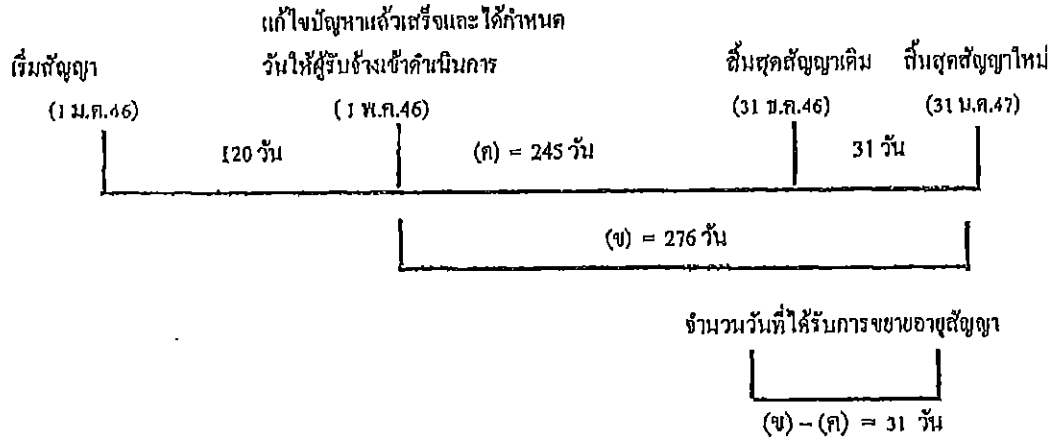 แก้ไขปัญหาแล้วเสร็จและได้กำหนด
วันให้ผู้รับจ้างเข้าดำเนินการ
เริ่มสัญญา
สิ้นสุดสัญญาเดิม
สิ้นสุดสัญญาใหม่
(1 ม.ค.46)
(1 พ.ค.46)
(31 ธ.ค.46)
(31 ม.ค.47)
120 วัน
(ค) = 245 วัน
31 วัน
(ข) = 276 วัน
จำนวนวันที่ได้รับการขยายอายุสัญญา
(ข) – (ค) = 31 วัน